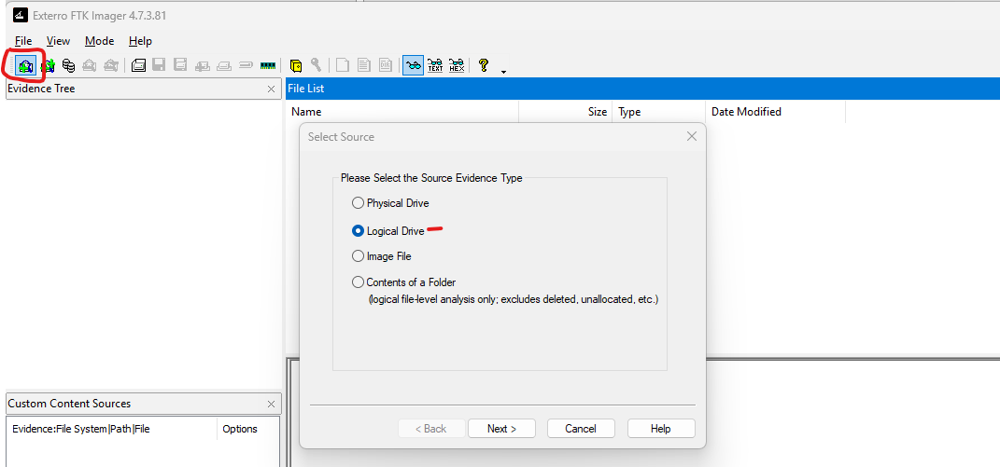 Exterro FTK Imager 4.7.3.81
File View Mode Help
TEXT HEX ?
Evidence Tree
File List
Name Size Type Date Modified
Select Source
Please Select the Source Evidence Type
Physical Drive
Logical Drive
Image File
Contents of a Folder
(logical file-level analysis only; excludes deleted, unallocated, etc.)
Custom Content Sources
Evidence:File System|Path|File Options
< Back Next > Cancel Help